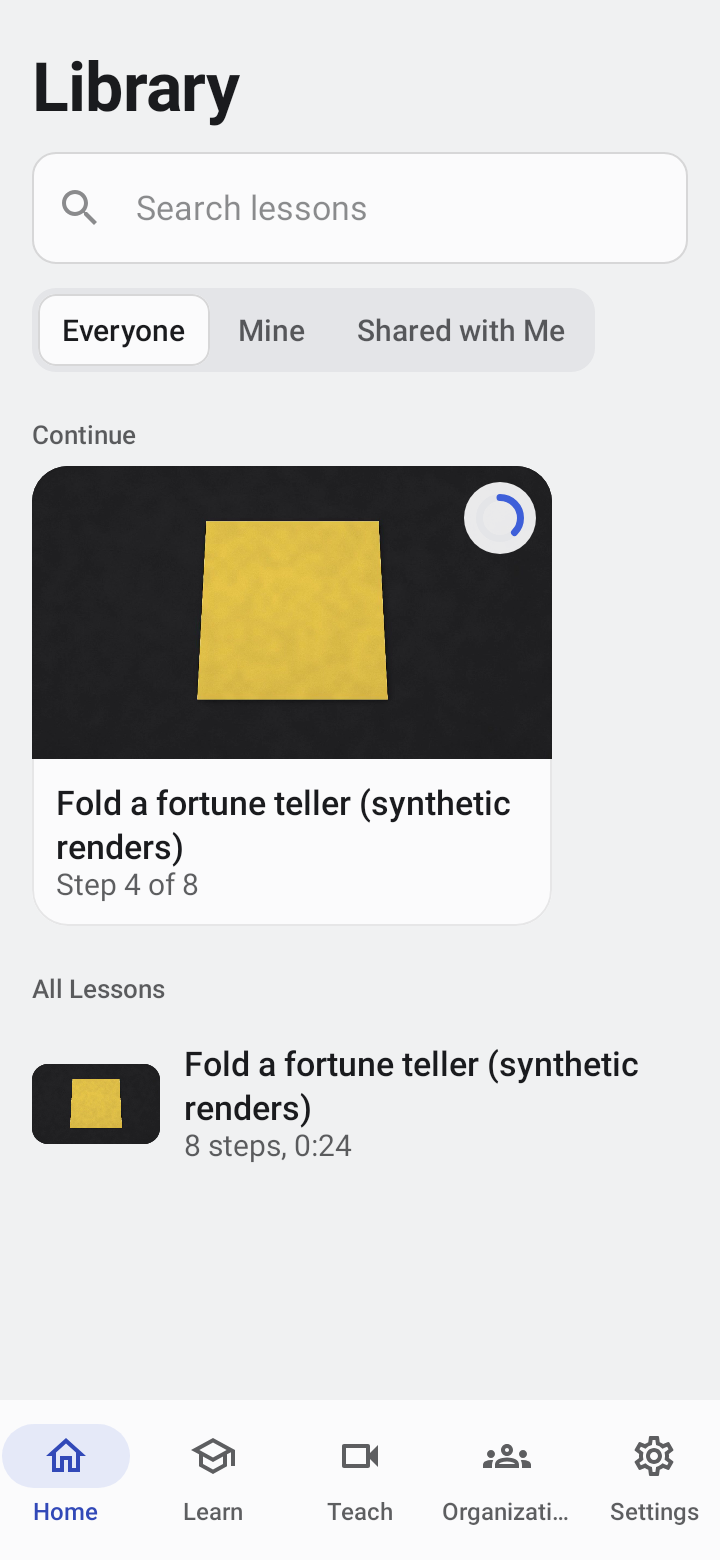 Library
Search lessons
Everyone
Mine
Shared with Me
Continue
Fold a fortune teller (synthetic
renders)
Step 4 of 8
All Lessons
Fold a fortune teller (synthetic
renders)
8 steps, 0:24
Home
Learn
Teach
Organizati...
Settings